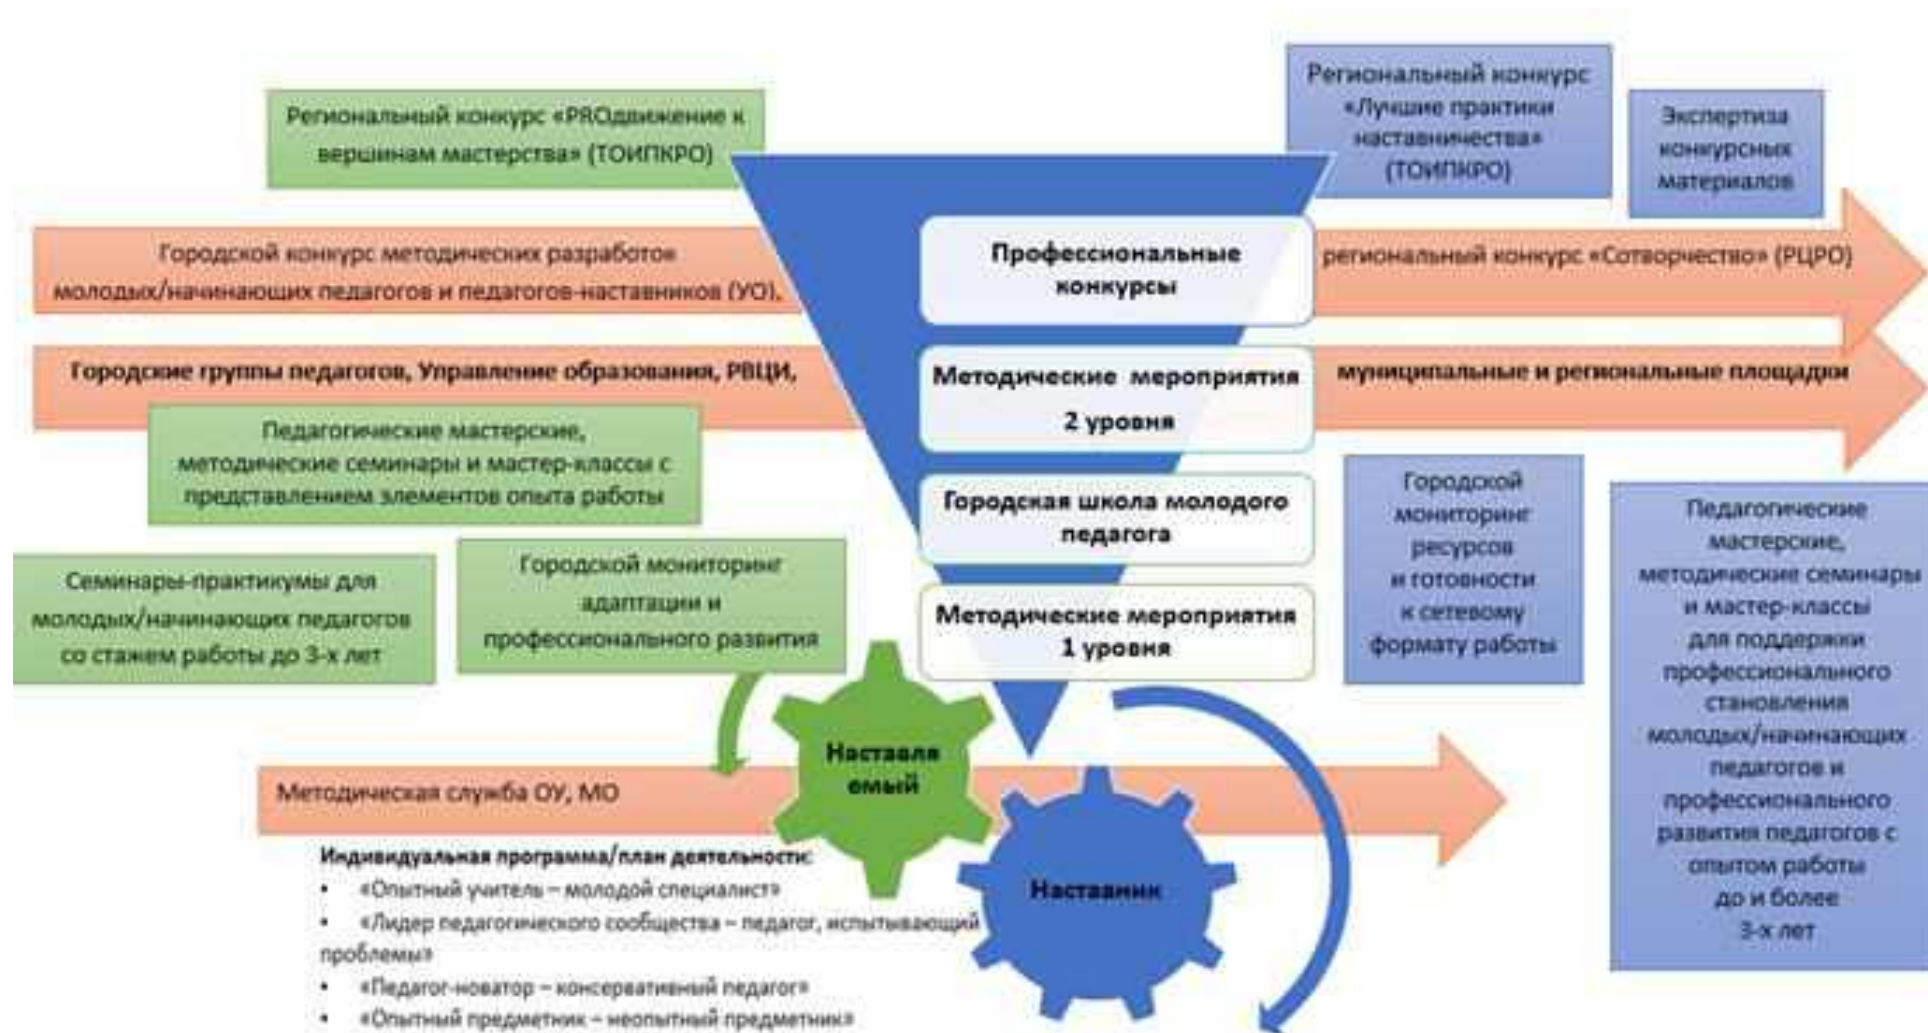 Региональный конкурс «PROдвижение к
вершинам мастерства» (ТОИПКРО)
Региональный конкурс
«Лучшие практики
наставничества»
(ТОИПКРО)
Экспертиза
конкурсных
материалов
Городской конкурс методических разработок
молодых/начинающих педагогов и педагогов-наставников (УО),
Профессиональные
конкурсы
региональный конкурс «Сотворчество» (РЦРО)
Городские группы педагогов, Управление образования, РВЦИ,
Методические мероприятия
2 уровня
муниципальные и региональные площадки
Педагогические мастерские,
методические семинары и мастер-классы с
представлением элементов опыта работы
Городская школа молодого
педагога
Городской
мониторинг
ресурсов
и готовности
к сетевому
формату работы
Педагогические
мастерские,
методические семинары
и мастер-классы
для поддержки
профессионального
становления
молодых/начинающих
педагогов и
профессионального
развития педагогов с
опытом работы
до и более
3-х лет
Семинары-практикумы для
молодых/начинающих педагогов
со стажем работы до 3-х лет
Городской мониторинг
адаптации и
профессионального развития
Методические мероприятия
1 уровня
Наставля
емый
Методическая служба ОУ, МО
Наставник
Индивидуальная программа/план деятельности:
• «Опытный учитель – молодой специалист»
• «Лидер педагогического сообщества – педагог, испытывающий
проблемы»
• «Педагог-новатор – консервативный педагог»
• «Опытный предметник – неопытный предметник»